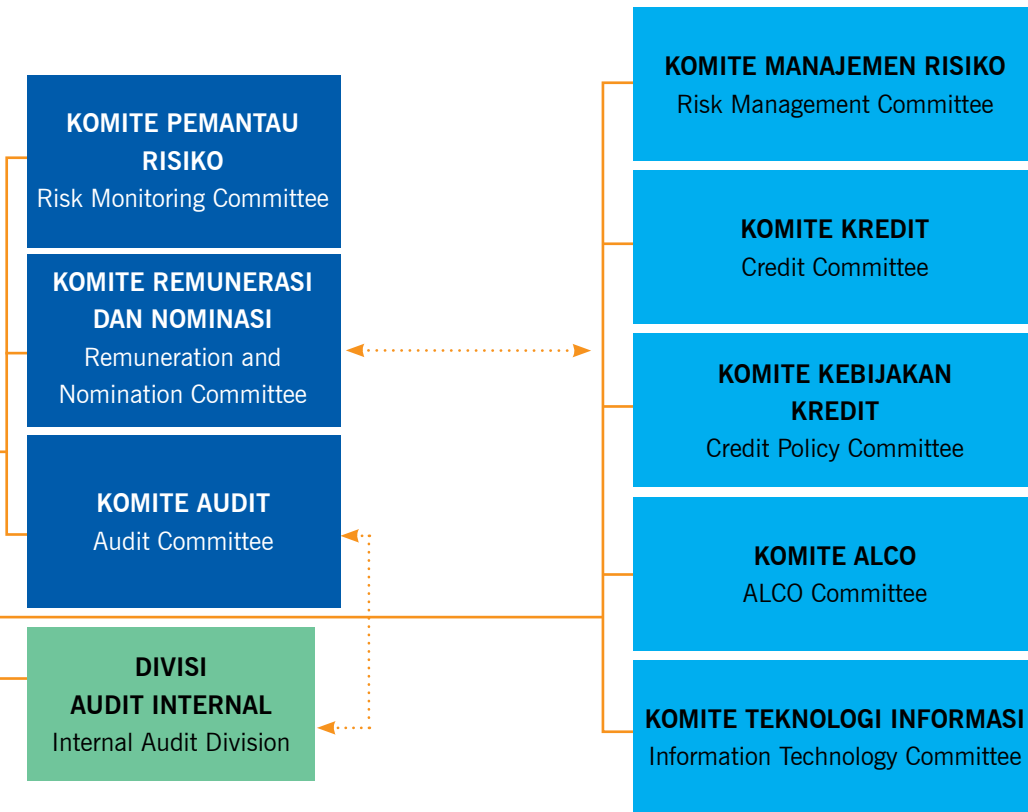 KOMITE PEMANTAU
RISIKO
Risk Monitoring Committee
KOMITE REMUNERASI
DAN NOMINASI
Remuneration and
Nomination Committee
KOMITE AUDIT
Audit Committee
DIVISI
AUDIT INTERNAL
Internal Audit Division
KOMITE MANAJEMEN RISIKO
Risk Management Committee
KOMITE KREDIT
Credit Committee
KOMITE KEBIJAKAN
KREDIT
Credit Policy Committee
KOMITE ALCO
ALCO Committee
KOMITE TEKNOLOGI INFORMASI
Information Technology Committee